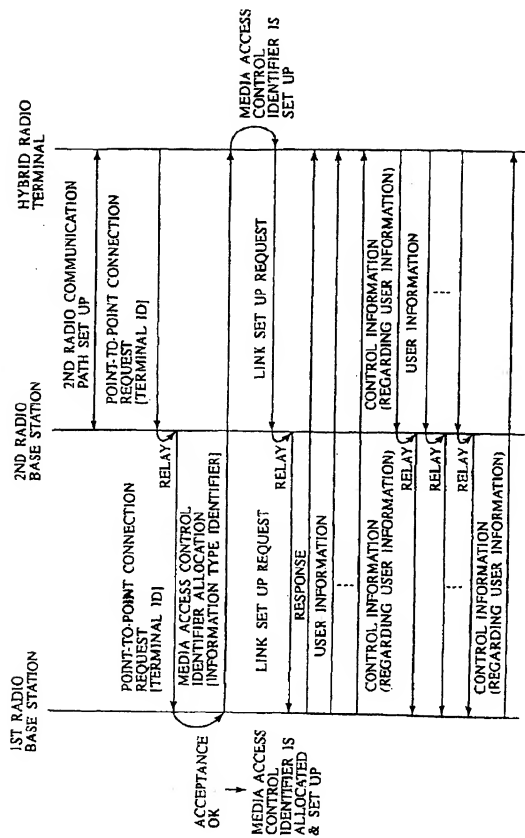 1ST RADIO
BASE STATION
2ND RADIO
BASE STATION
HYBRID RADIO
TERMINAL
2ND RADIO COMMUNICATION
PATH SET UP
POINT-TO-POINT CONNECTION
REQUEST
[TERMINAL ID]
RELAY
POINT-TO-POINT CONNECTION
REQUEST
[TERMINAL ID]
ACCEPTANCE
OK
MEDIA ACCESS
CONTROL
IDENTIFIER IS
ALLOCATED
& SET UP
MEDIA ACCESS CONTROL
IDENTIFIER ALLOCATION
[INFORMATION TYPE IDENTIFIER]
MEDIA ACCESS
CONTROL
IDENTIFIER IS
SET UP
LINK SET UP REQUEST
RELAY
LINK SET UP REQUEST
RESPONSE
USER INFORMATION
CONTROL INFORMATION
(REGARDING USER INFORMATION)
RELAY
CONTROL INFORMATION
(REGARDING USER INFORMATION)
USER INFORMATION
RELAY
RELAY
CONTROL INFORMATION
(REGARDING USER INFORMATION)